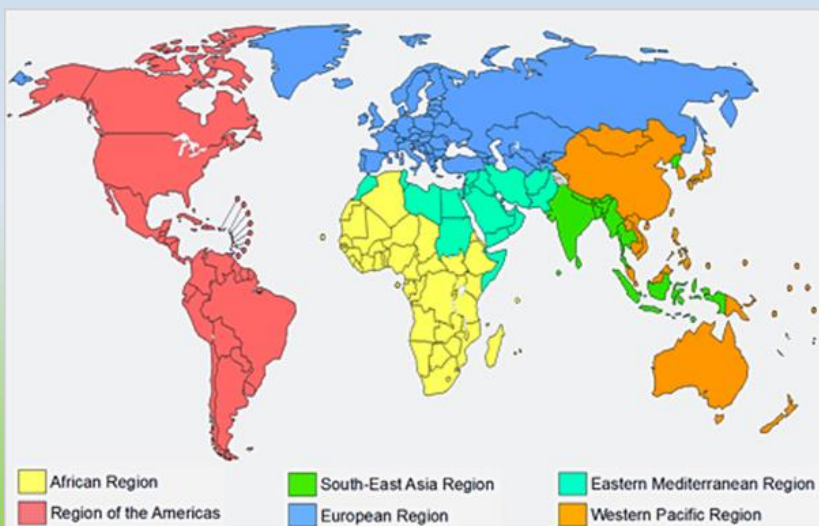 African Region
South-East Asia Region
Eastern Mediterranean Region
Region of the Americas
European Region
Western Pacific Region